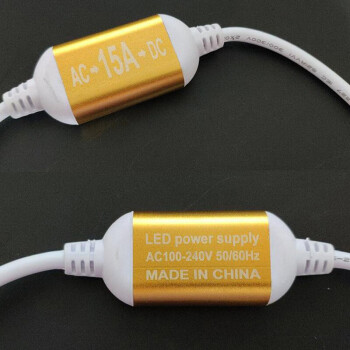 AC➡15A➡DC
LED power supply
AC100-240V 50/60Hz
MADE IN CHINA